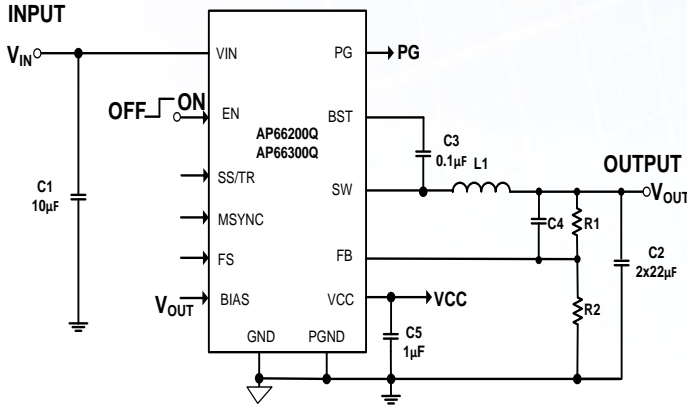 INPUT
VIN
C1
10µF
OFF
ON
VIN
EN
SS/TR
MSYNC
FS
BIAS
VOUT
AP66200Q
AP66300Q
GND
PGND
PG
BST
SW
FB
VCC
PG
C3
0.1µF
L1
OUTPUT
VOUT
C4
R1
C2
2x22µF
VCC
C5
1µF
R2